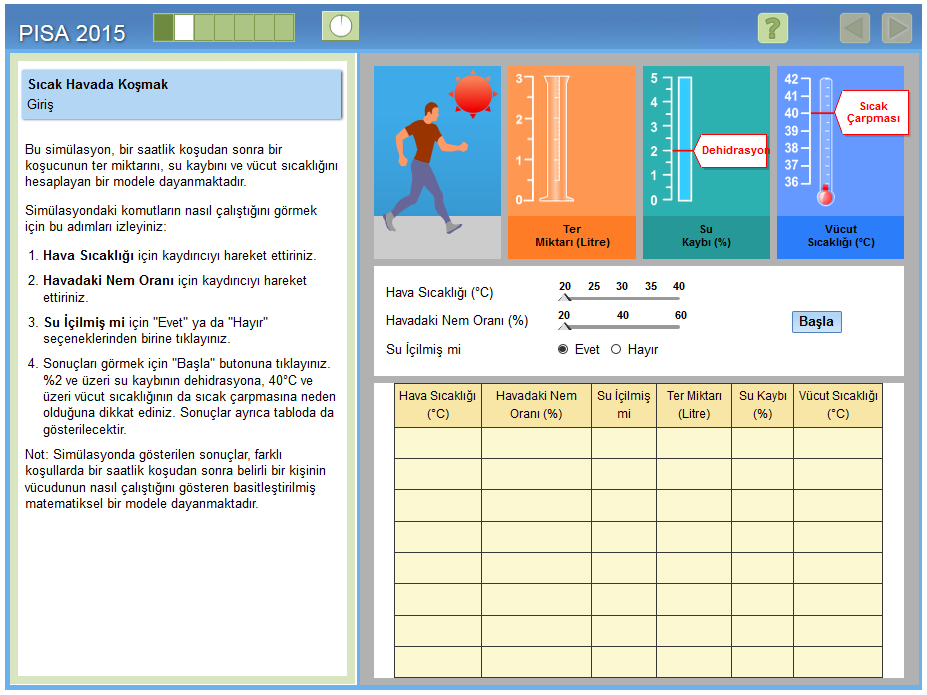 PISA 2015
?
Sıcak Havada Koşmak
Giriş
Bu simülasyon, bir saatlik koşudan sonra bir
koşucunun ter miktarını, su kaybını ve vücut sıcaklığını
hesaplayan bir modele dayanmaktadır.
Simülasyondaki komutların nasıl çalıştığını görmek
için bu adımları izleyiniz:
1. Hava Sıcaklığı için kaydırıcıyı hareket ettiriniz.
2. Havadaki Nem Oranı için kaydırıcıyı hareket
ettiriniz.
3. Su İçilmiş mi için "Evet" ya da "Hayır"
seçeneklerinden birine tıklayınız.
4. Sonuçları görmek için "Başla" butonuna tıklayınız.
%2 ve üzeri su kaybının dehidrasyona, 40°C ve
üzeri vücut sıcaklığının da sıcak çarpmasına neden
olduğuna dikkat ediniz. Sonuçlar ayrıca tabloda da
gösterilecektir.
Not: Simülasyonda gösterilen sonuçlar, farklı
koşullarda bir saatlik koşudan sonra belirli bir kişinin
vücudunun nasıl çalıştığını gösteren basitleştirilmiş
matematiksel bir modele dayanmaktadır.
3
2
1
0
Ter
Miktarı (Litre)
5
4
3
2
1
0
Dehidrasyon
Su
Kaybı (%)
42
41
40
39
38
37
36
Sıcak
Çarpması
Vücut
Sıcaklığı (°C)
Hava Sıcaklığı (°C) 20 25 30 35 40
Havadaki Nem Oranı (%) 20 40 60
Su İçilmiş mi Evet Hayır
Başla
Hava Sıcaklığı Havadaki Nem Su İçilmiş Ter Miktarı Su Kaybı Vücut Sıcaklığı
(°C) Oranı (%) mi (Litre) (%) (°C)